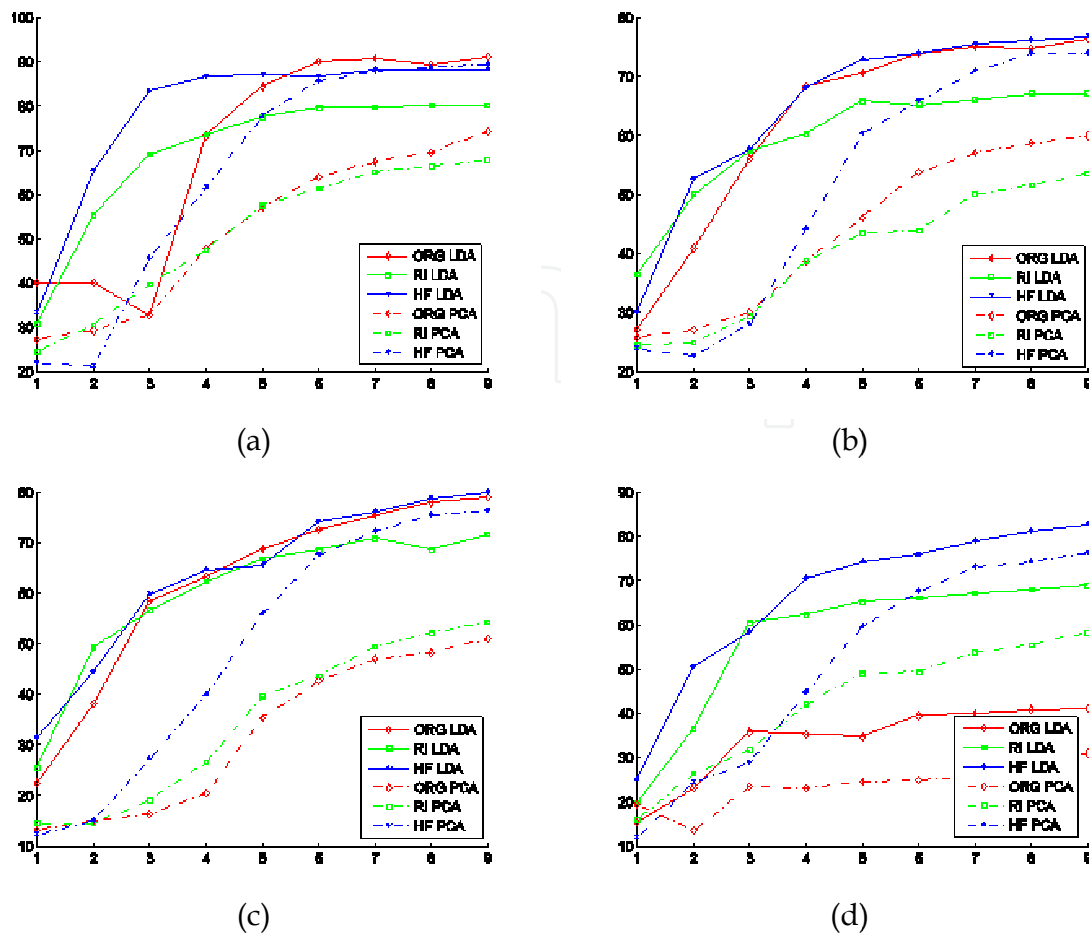 100
90
80
70
60
50
40
30
20
1 2 3 4 5 6 7 8 9
ORG LDA
RI LDA
HF LDA
ORG PCA
RI PCA
HF PCA
(a)
80
70
60
50
40
30
20
1 2 3 4 5 6 7 8 9
ORG LDA
RI LDA
HF LDA
ORG PCA
RI PCA
HF PCA
(b)
80
70
60
50
40
30
20
10
1 2 3 4 5 6 7 8 9
ORG LDA
RI LDA
HF LDA
ORG PCA
RI PCA
HF PCA
(c)
90
80
70
60
50
40
30
20
10
1 2 3 4 5 6 7 8 9
ORG LDA
RI LDA
HF LDA
ORG PCA
RI PCA
HF PCA
(d)